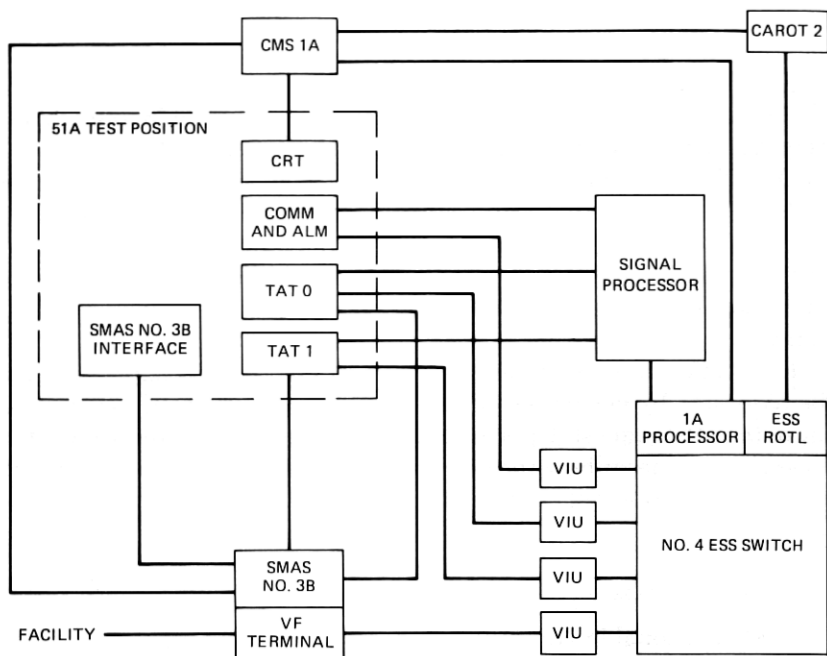 CMS 1A
CAROT 2
51A TEST POSITION
CRT
COMM
AND ALM
SIGNAL
PROCESSOR
TAT 0
SMAS NO. 3B
INTERFACE
TAT 1
1A
PROCESSOR
ESS
ROTL
VIU
VIU
NO. 4 ESS SWITCH
VIU
SMAS
NO. 3B
FACILITY
VF
TERMINAL
VIU